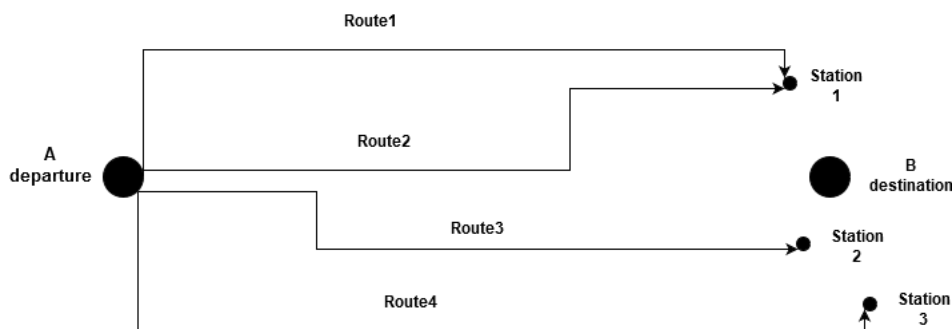 Route1
Station
1
Route2
A
departure
B
destination
Route3
Station
2
Route4
Station
3